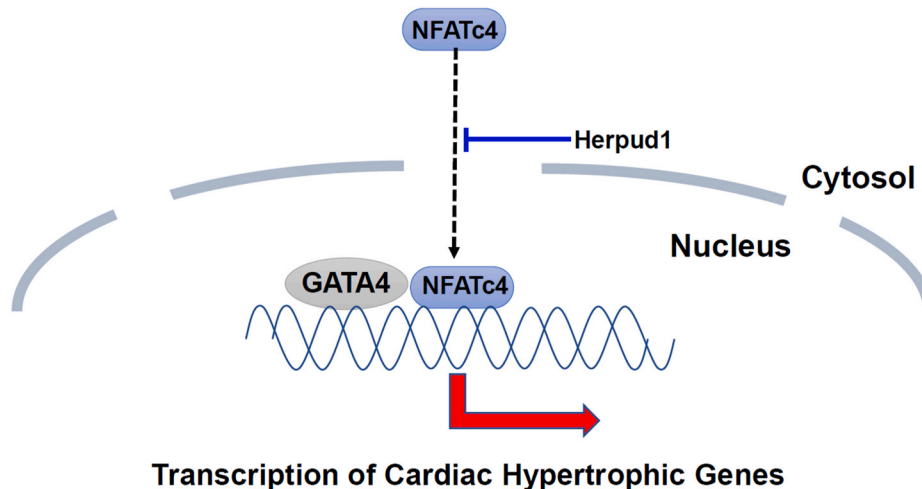 NFATc4
Herpud1
Cytosol
Nucleus
GATA4
NFATc4
Transcription of Cardiac Hypertrophic Genes